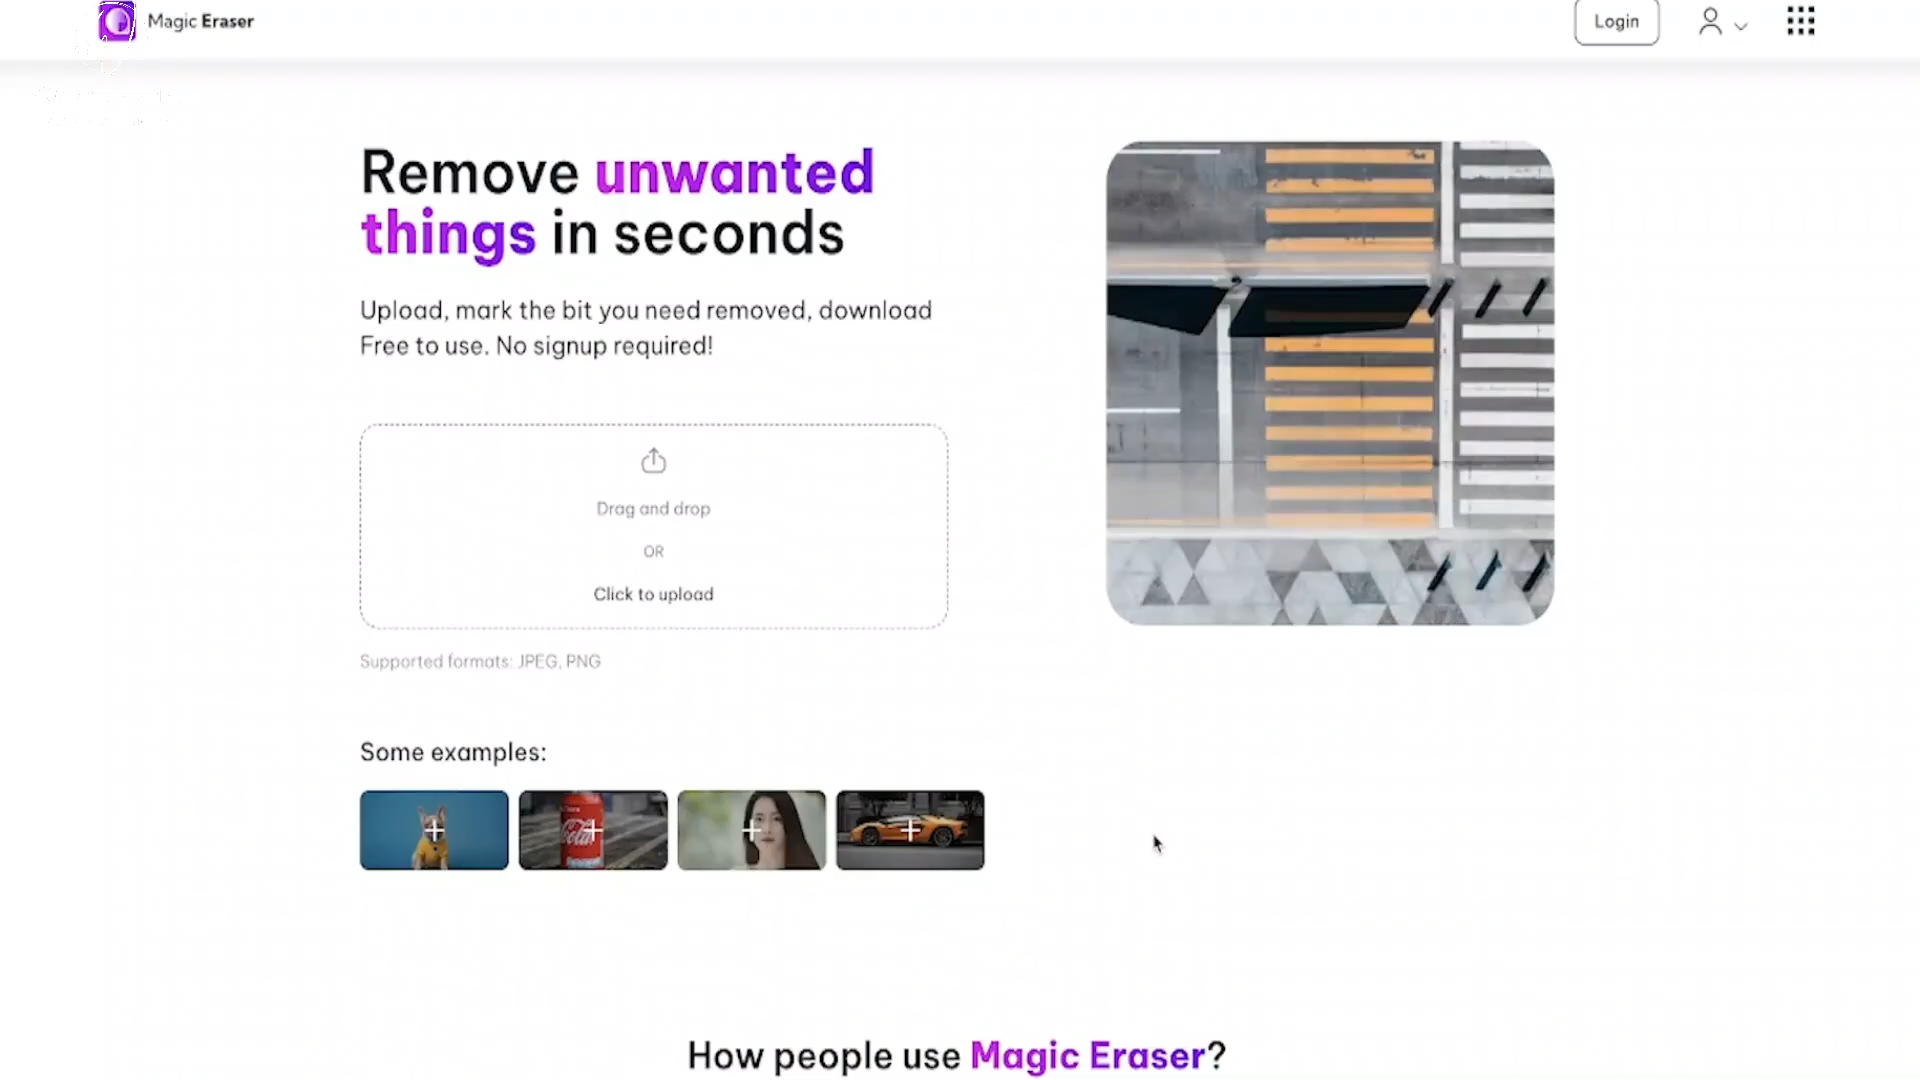 Magic Eraser
Login
Remove unwanted
things in seconds
Upload, mark the bit you need removed, download
Free to use. No signup required!
Drag and drop
OR
Click to upload
Supported formats: JPEG, PNG
Some examples:
How people use Magic Eraser?